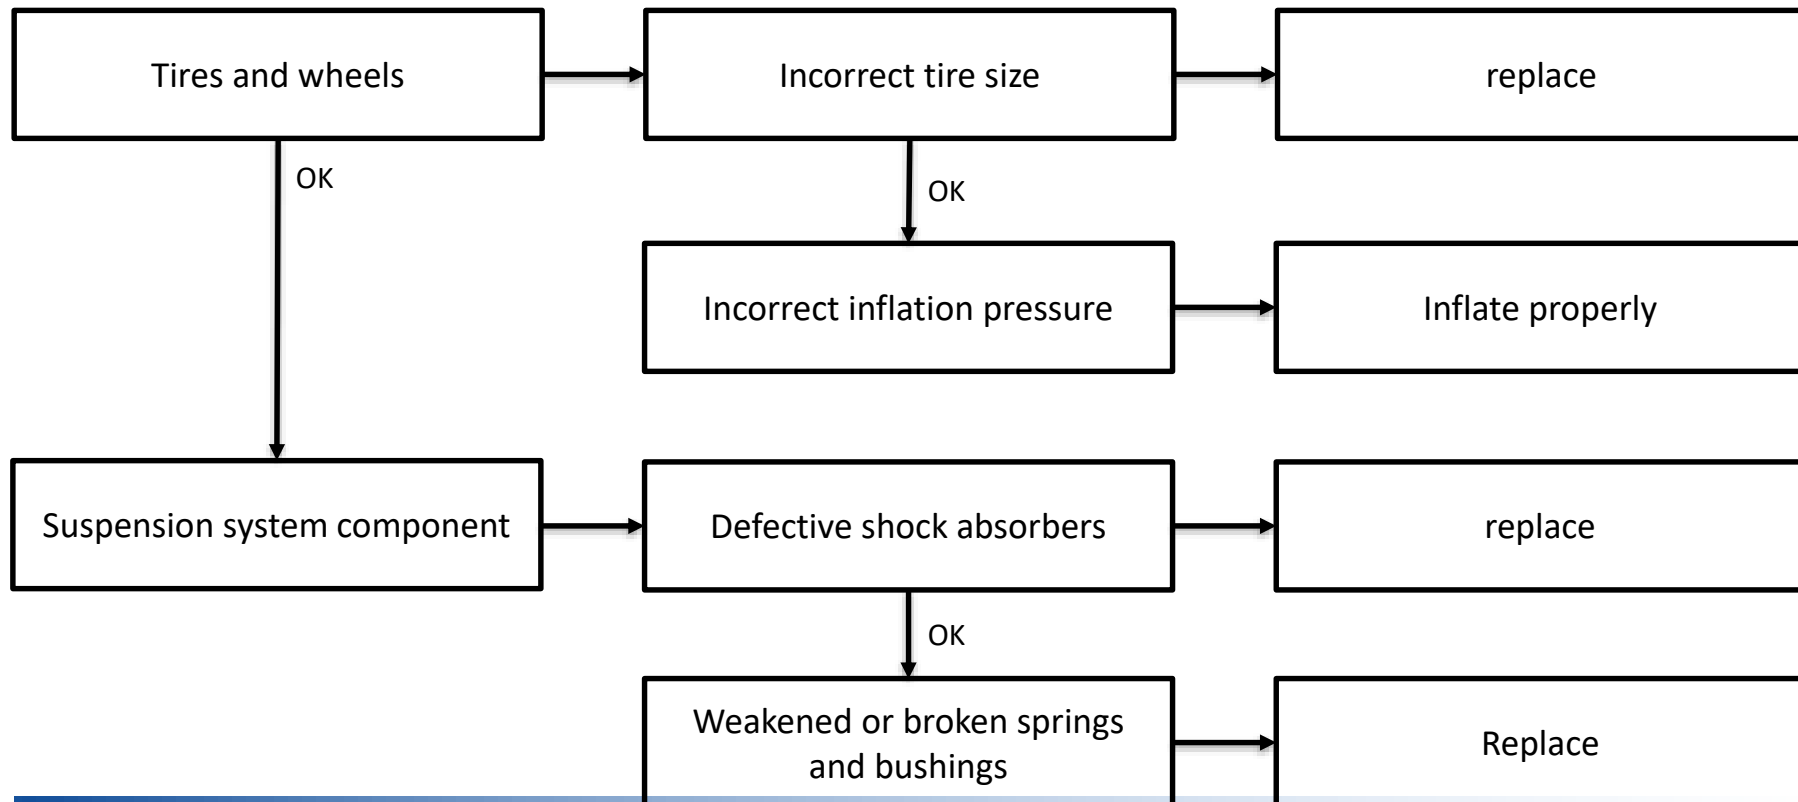 Tires and wheels
Incorrect tire size
replace
OK
OK
Incorrect inflation pressure
Inflate properly
Suspension system component
Defective shock absorbers
replace
OK
Weakened or broken springs
and bushings
Replace